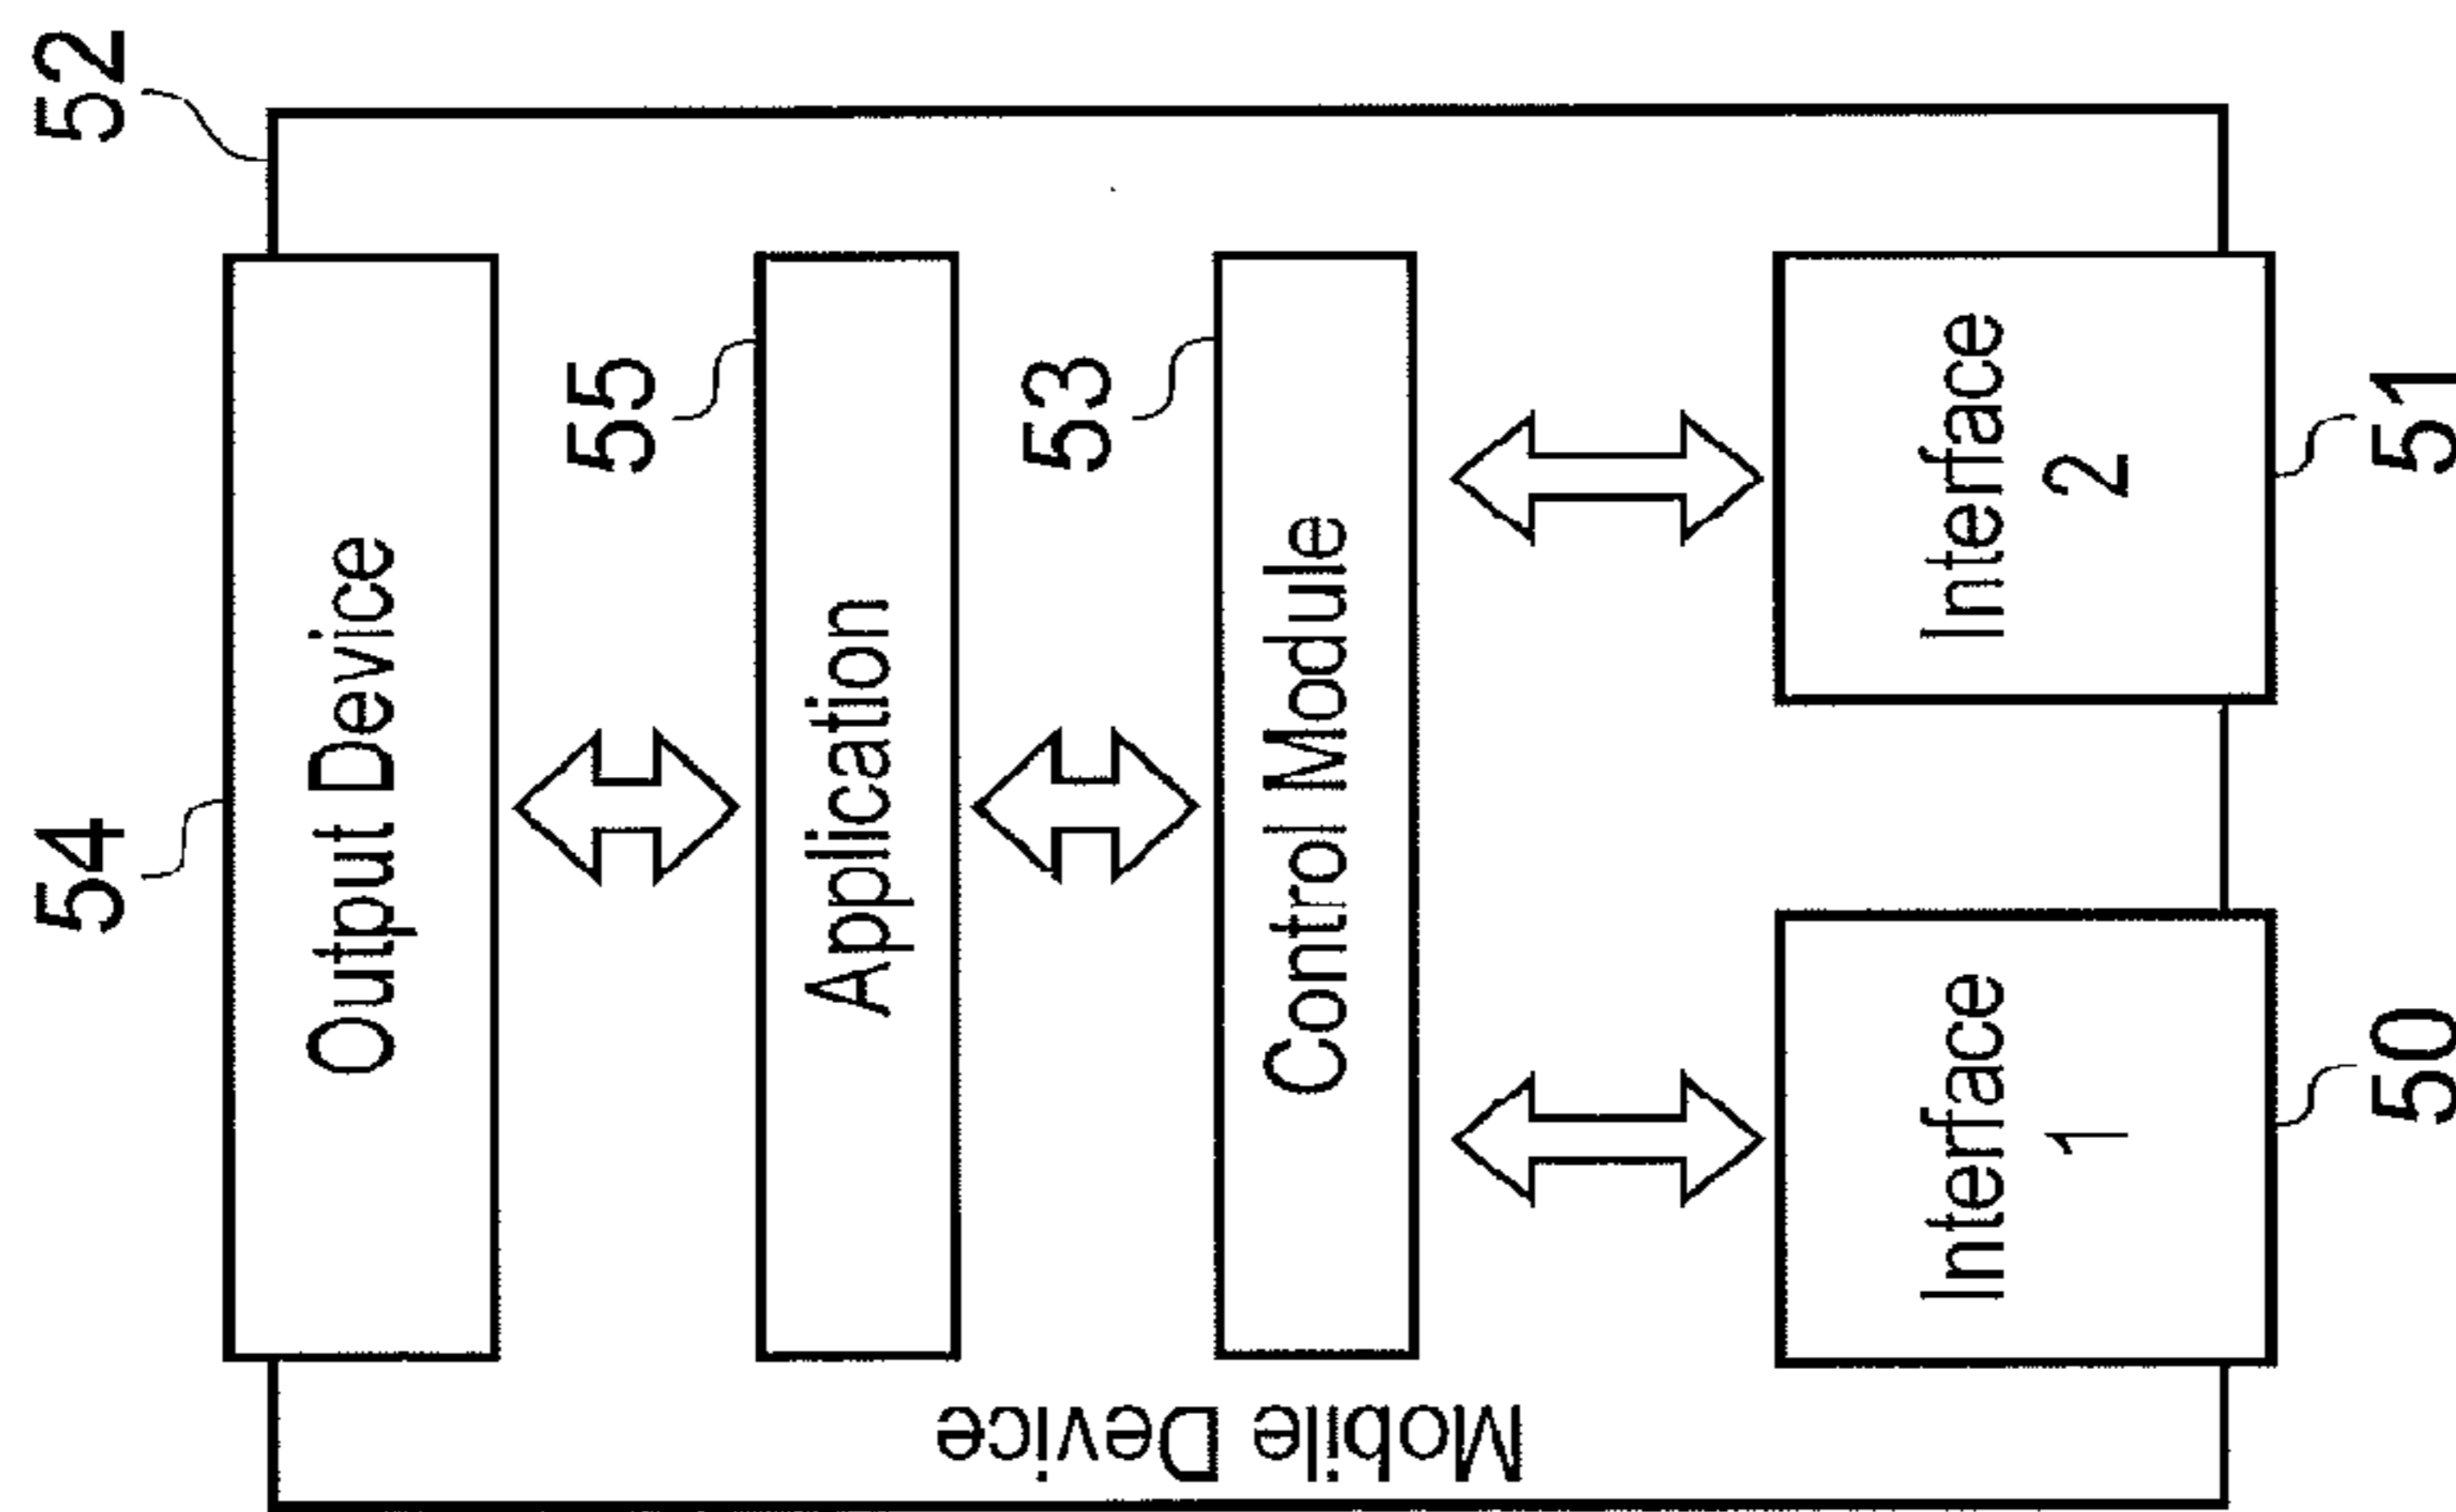 54
52
Output Device
55
Application
53
Control Module
Interface
1
Interface
2
50
51
Mobile Device